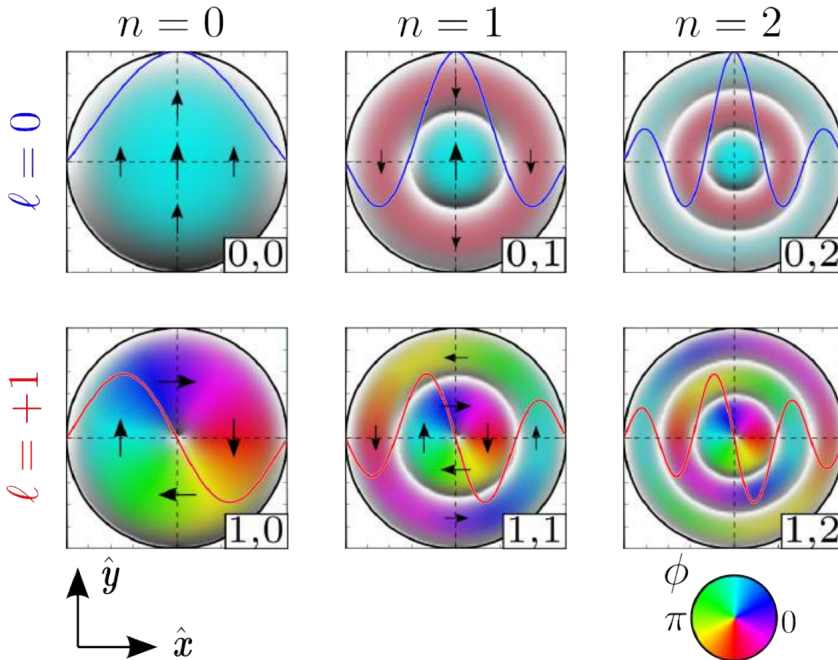 n = 0 n = 1 n = 2
ℓ = 0
0,0 0,1 0,2
ℓ = +1
1,0 1,1 1,2
ŷ
x̂
ϕ
π 0